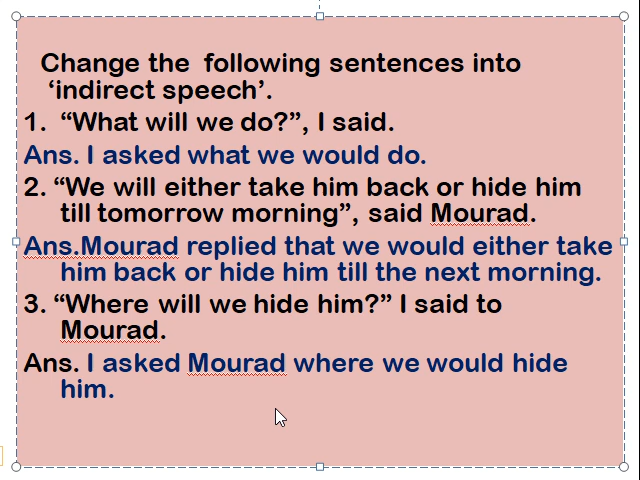 Change the following sentences into
‘indirect speech’.
1. “What will we do?”, I said.
Ans. I asked what we would do.
2. “We will either take him back or hide him
till tomorrow morning”, said Mourad.
Ans.Mourad replied that we would either take
him back or hide him till the next morning.
3. “Where will we hide him?” I said to
Mourad.
Ans. I asked Mourad where we would hide
him.